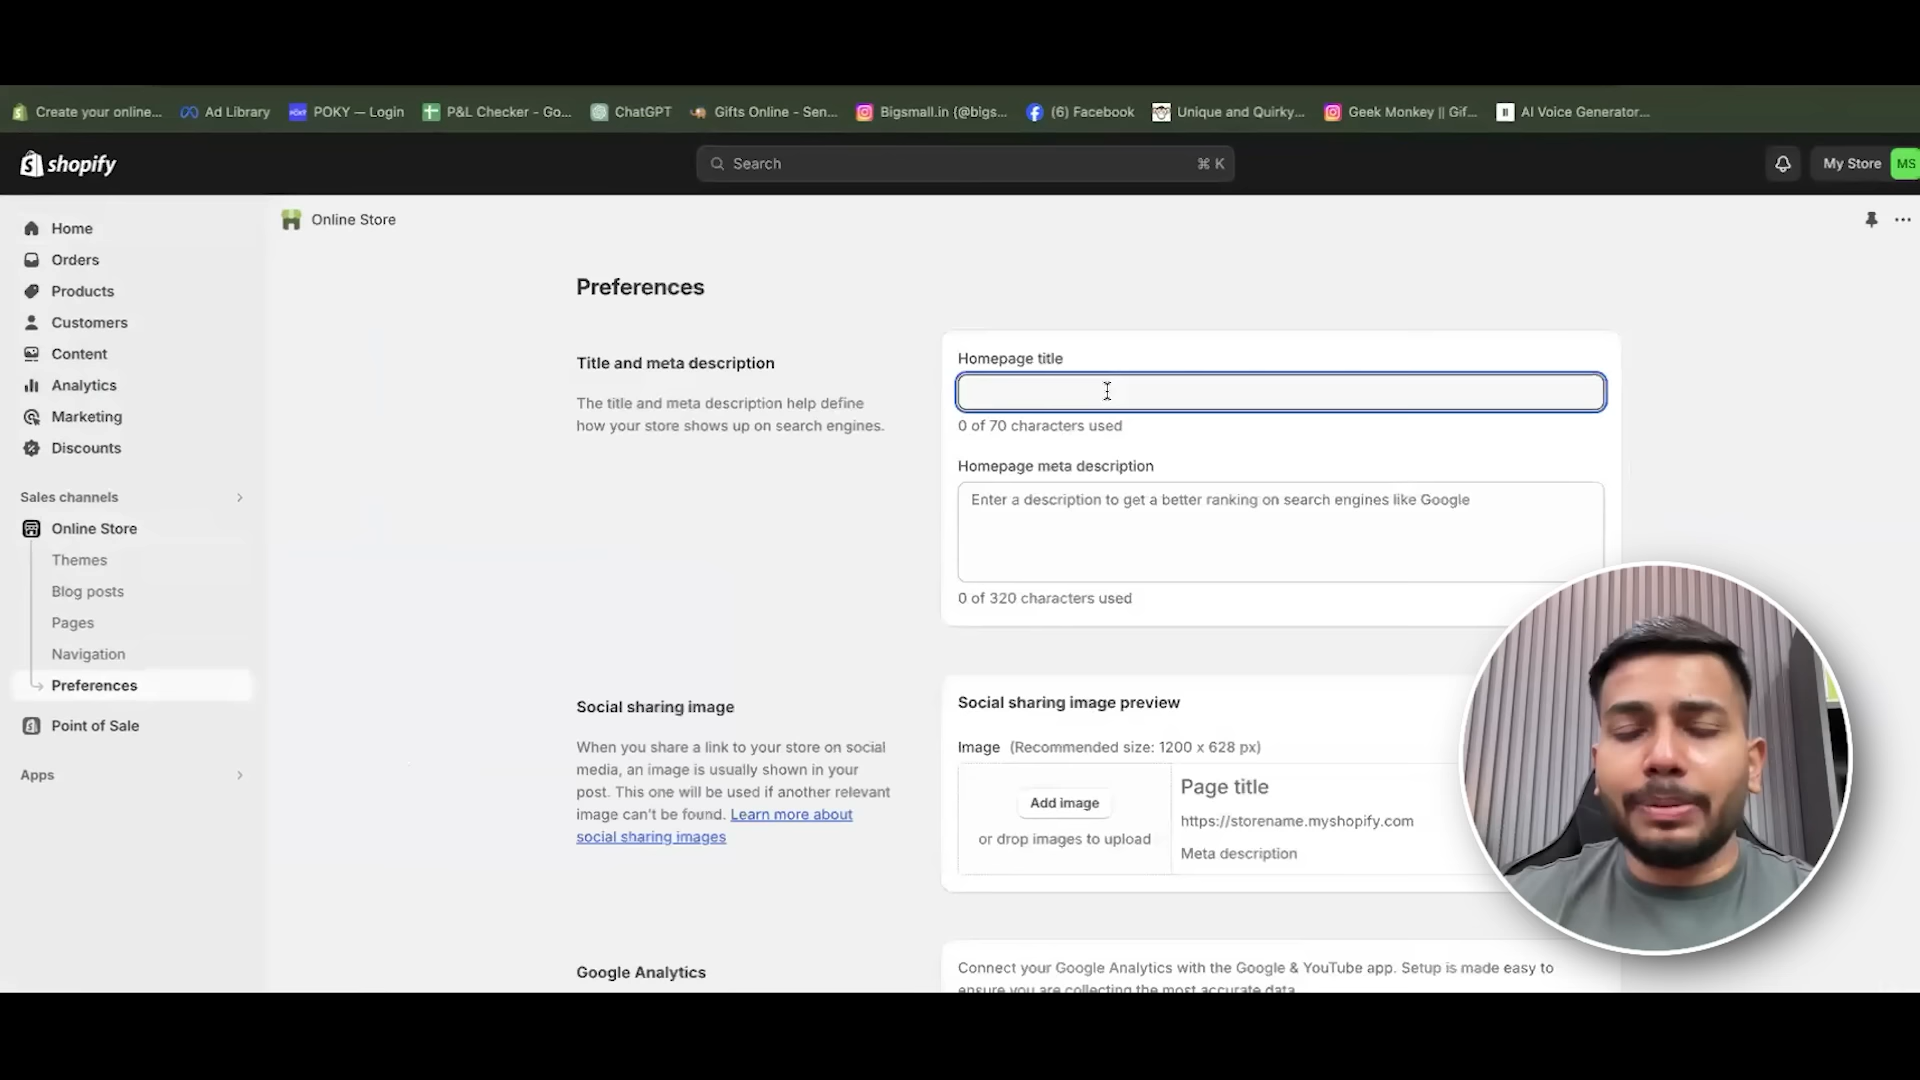 Create your online...
Ad Library
POKY — Login
P&L Checker - Go...
ChatGPT
Gifts Online - Sen...
Bigsmall.in (@bigs...
(6) Facebook
Unique and Quirky...
Geek Monkey || Gif...
AI Voice Generator...
shopify
Search
⌘ K
My Store
MS
Home
Orders
Products
Customers
Content
Analytics
Marketing
Discounts
Sales channels
Online Store
Themes
Blog posts
Pages
Navigation
Preferences
Point of Sale
Apps
Online Store
Preferences
Title and meta description
The title and meta description help define
how your store shows up on search engines.
Homepage title
0 of 70 characters used
Homepage meta description
Enter a description to get a better ranking on search engines like Google
0 of 320 characters used
Social sharing image
When you share a link to your store on social
media, an image is usually shown in your
post. This one will be used if another relevant
image can't be found. Learn more about
social sharing images
Social sharing image preview
Image (Recommended size: 1200 x 628 px)
Add image
or drop images to upload
Page title
https://storename.myshopify.com
Meta description
Google Analytics
Connect your Google Analytics with the Google & YouTube app. Setup is made easy to
ensure you are collecting the most accurate data.